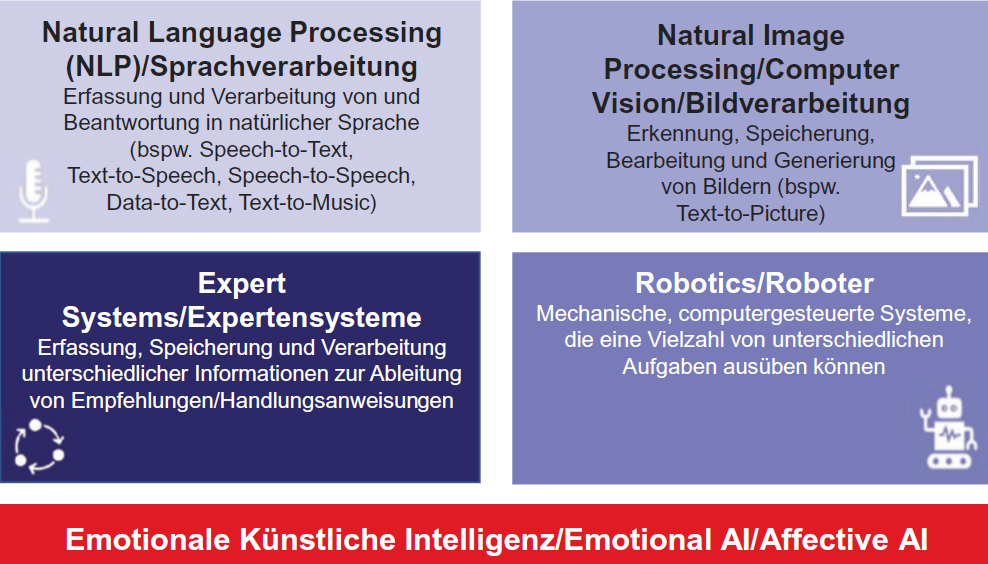 Natural Language Processing
(NLP)/Sprachverarbeitung
Erfassung und Verarbeitung von und
Beantwortung in natürlicher Sprache
(bspw. Speech-to-Text,
Text-to-Speech, Speech-to-Speech,
Data-to-Text, Text-to-Music)
Natural Image
Processing/Computer
Vision/Bildverarbeitung
Erkennung, Speicherung,
Bearbeitung und Generierung
von Bildern (bspw.
Text-to-Picture)
Expert
Systems/Expertensysteme
Erfassung, Speicherung und Verarbeitung
unterschiedlicher Informationen zur Ableitung
von Empfehlungen/Handlungsanweisungen
Robotics/Roboter
Mechanische, computergesteuerte Systeme,
die eine Vielzahl von unterschiedlichen
Aufgaben ausüben können
Emotionale Künstliche Intelligenz/Emotional AI/Affective AI